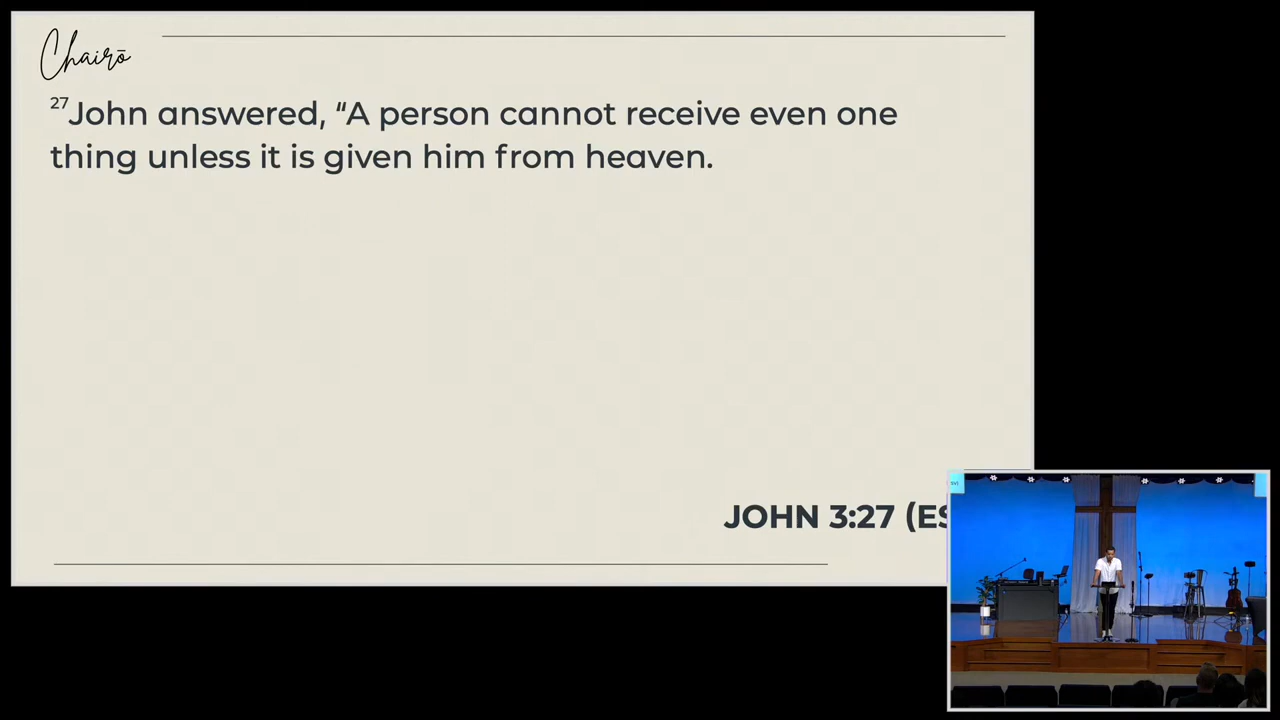 Chairō
27John answered, “A person cannot receive even one
thing unless it is given him from heaven.
JOHN 3:27 (ES